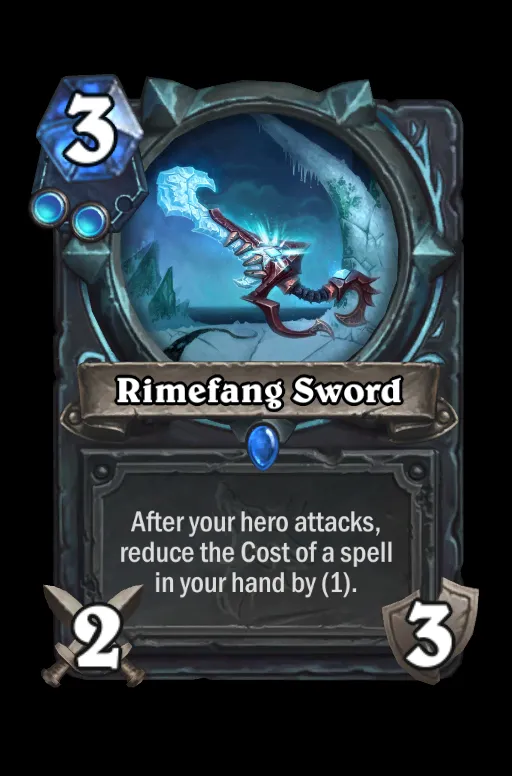 3
Rimefang Sword
After your hero attacks,
reduce the Cost of a spell
in your hand by (1).
2
3